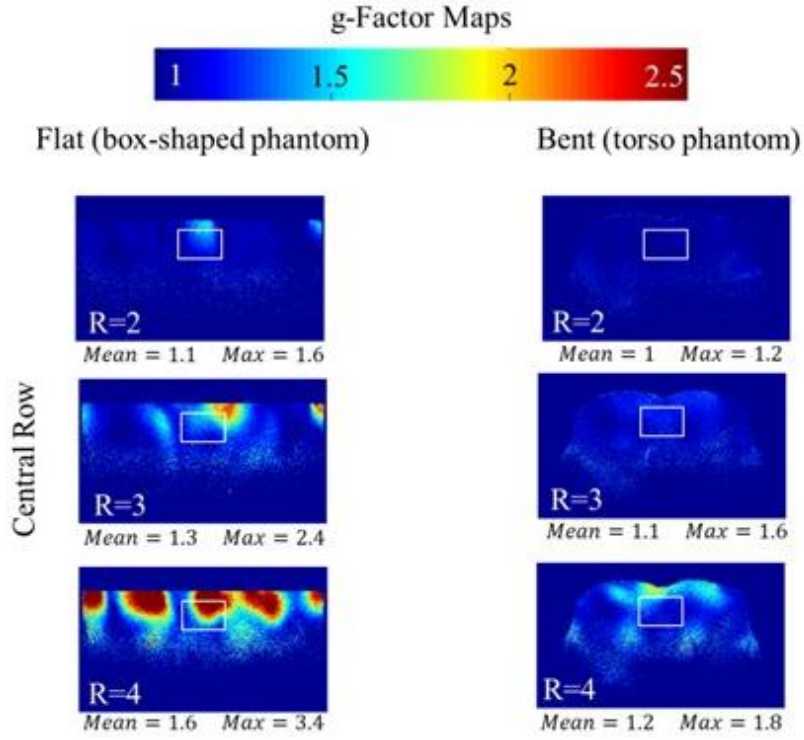 g-Factor Maps
1 1.5 2 2.5
Flat (box-shaped phantom) Bent (torso phantom)
Central Row
R=2 R=2
Mean = 1.1 Max = 1.6 Mean = 1 Max = 1.2
R=3 R=3
Mean = 1.3 Max = 2.4 Mean = 1.1 Max = 1.6
R=4 R=4
Mean = 1.6 Max = 3.4 Mean = 1.2 Max = 1.8